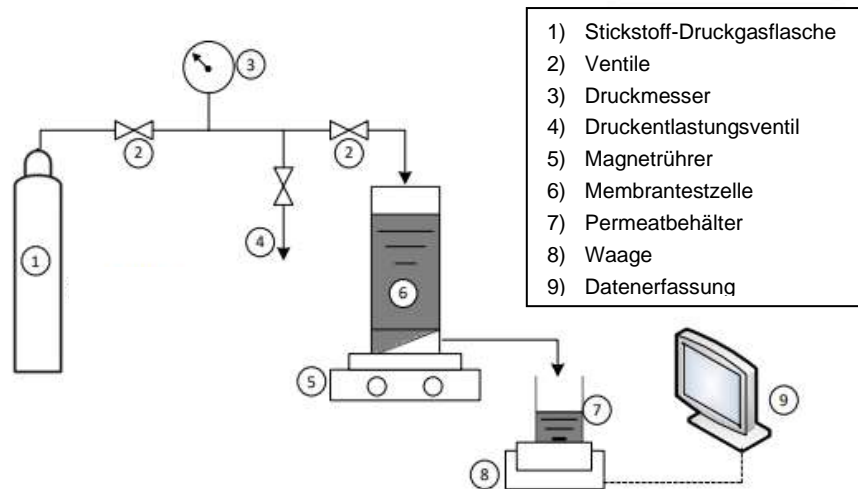 1) Stickstoff-Druckgasflasche
2) Ventile
3) Druckmesser
4) Druckentlastungsventil
5) Magnetrührer
6) Membrantestzelle
7) Permeatbehälter
8) Waage
9) Datenerfassung
3
2
2
1
4
6
5
7
9
8